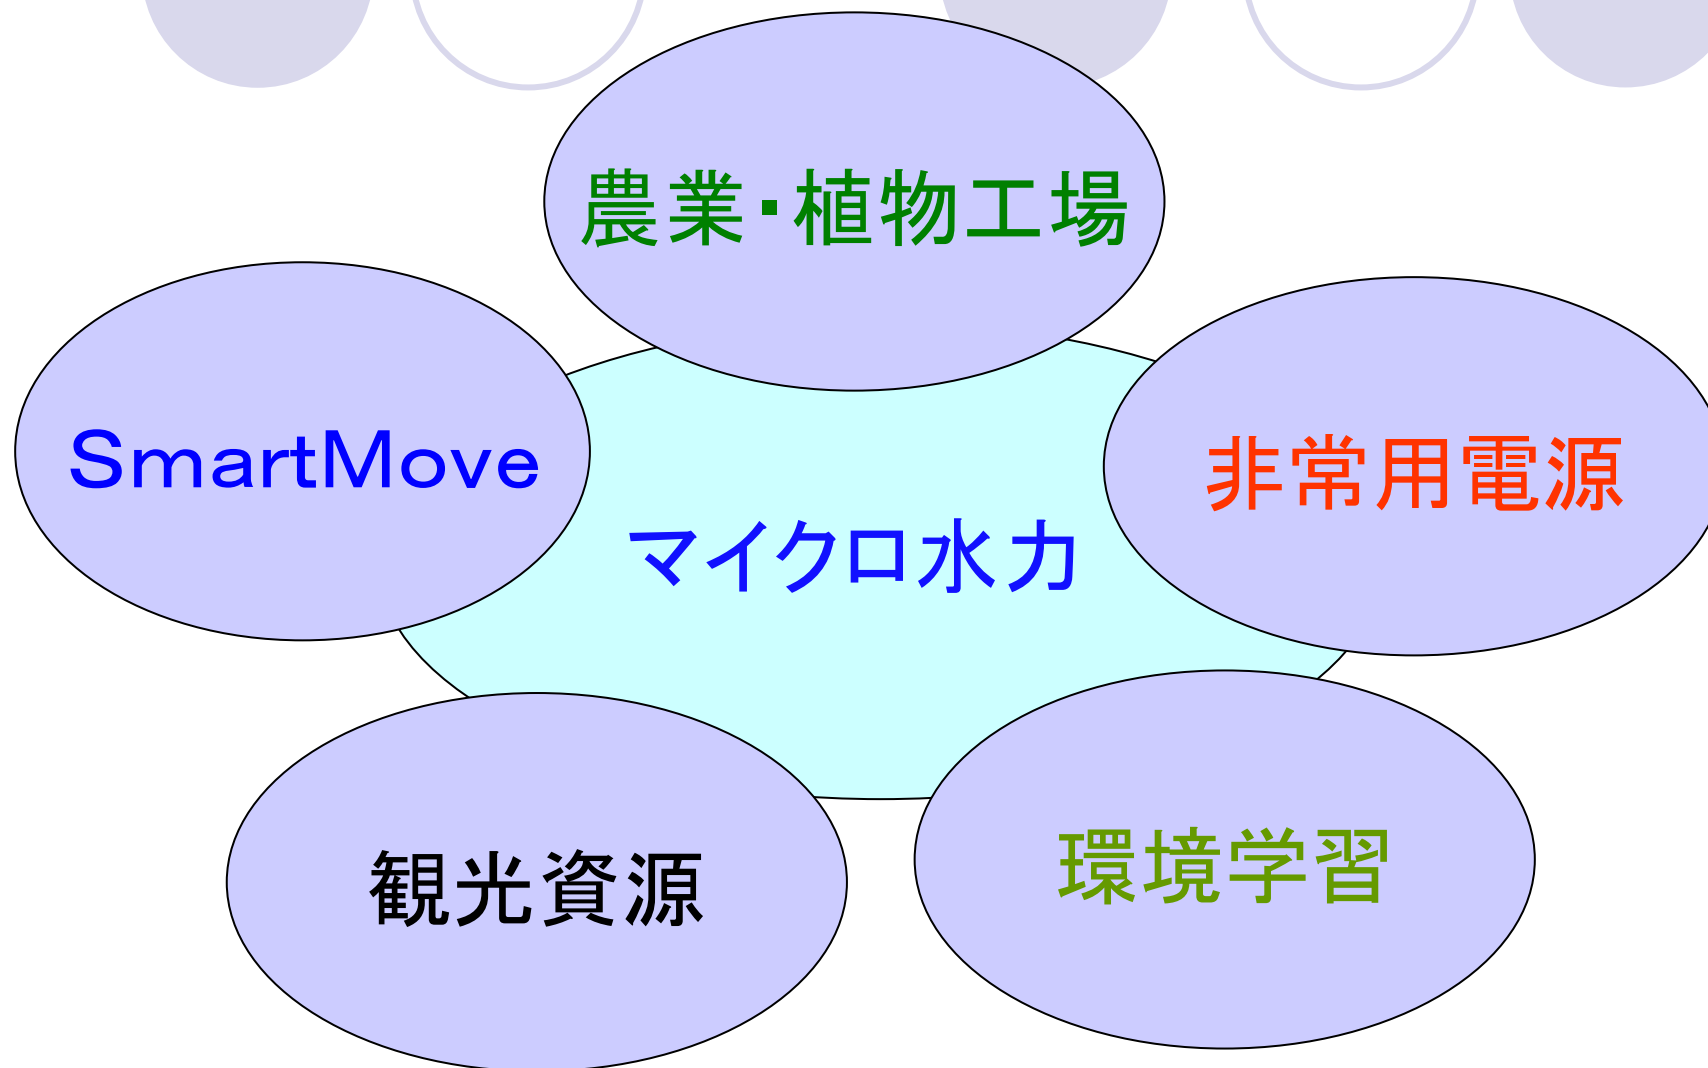 農業・植物工場
SmartMove
非常用電源
マイクロ水力
観光資源
環境学習